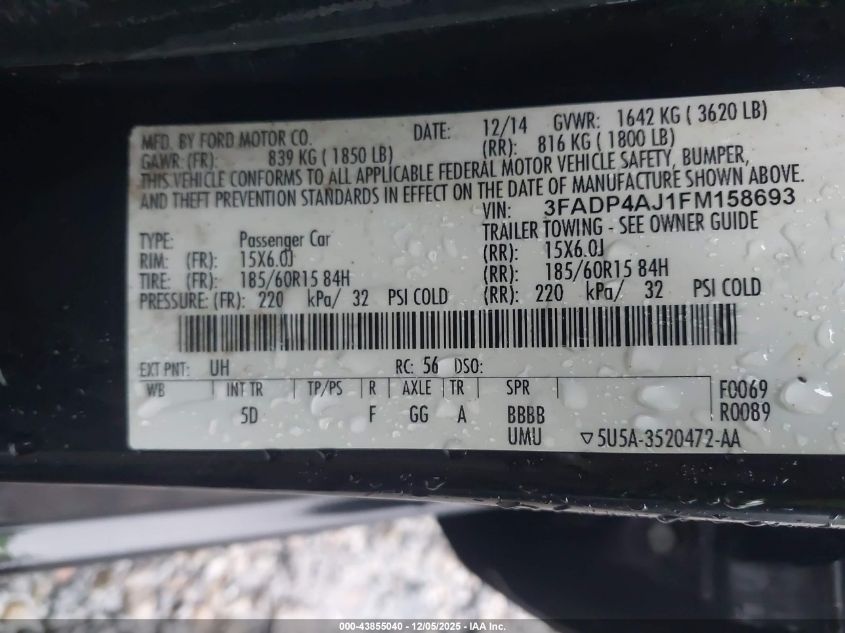 MFD. BY FORD MOTOR CO. DATE: 12/14 GVWR: 1642 KG ( 3620 LB)
GAWR: (FR): 839 KG ( 1850 LB) (RR): 816 KG ( 1800 LB)
THIS VEHICLE CONFORMS TO ALL APPLICABLE FEDERAL MOTOR VEHICLE SAFETY, BUMPER,
AND THEFT PREVENTION STANDARDS IN EFFECT ON THE DATE OF MANUFACTURE SHOWN ABOVE.
VIN: 3FADP4AJ1FM158693
TYPE: Passenger Car TRAILER TOWING - SEE OWNER GUIDE
RIM: (FR): 15X6.0J (RR): 15X6.0J
TIRE: (FR): 185/60R15 84H (RR): 185/60R15 84H
PRESSURE: (FR): 220 kPa/ 32 PSI COLD (RR): 220 kPa/ 32 PSI COLD
EXT PNT: UH RC: 56 DSO:
WB INT TR TP/PS R AXLE TR SPR F0069
5D F GG A BBBB R0089
UMU ▽5U5A-3520472-AA
000-43855040 - 12/05/2025 - IAA Inc.